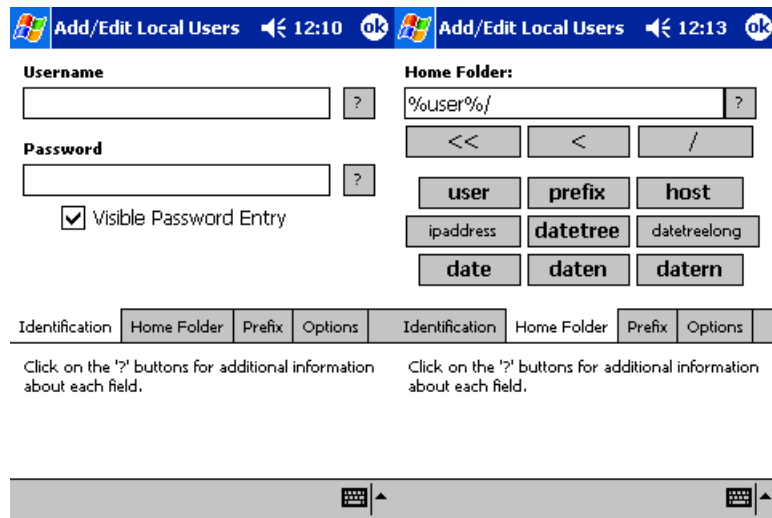 Add/Edit Local Users 12:10 ok
Username
?
Password
?
Visible Password Entry
Identification Home Folder Prefix Options
Click on the '?' buttons for additional information
about each field.
Add/Edit Local Users 12:13 ok
Home Folder:
%user%/ ?
<< < /
user prefix host
ipaddress datetree datetreelong
date daten datern
Identification Home Folder Prefix Options
Click on the '?' buttons for additional information
about each field.